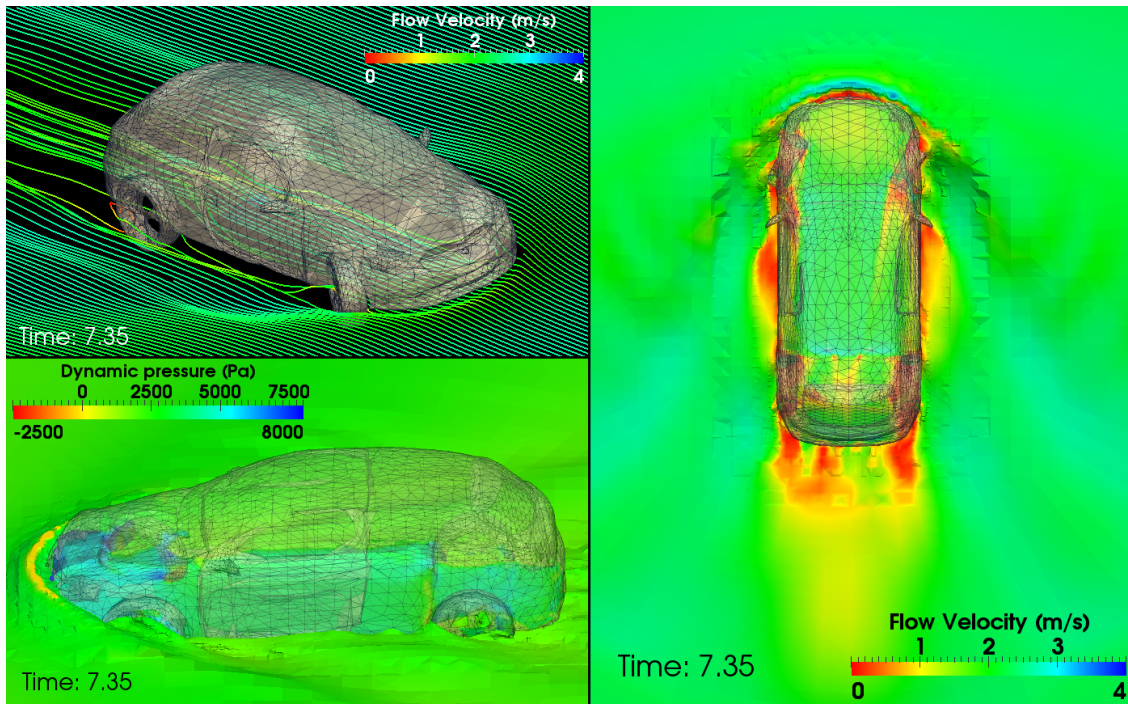 Flow Velocity (m/s)
1 2 3
0 4
Time: 7.35
Dynamic pressure (Pa)
0 2500 5000 7500
-2500 8000
Time: 7.35
Flow Velocity (m/s)
1 2 3
0 4
Time: 7.35